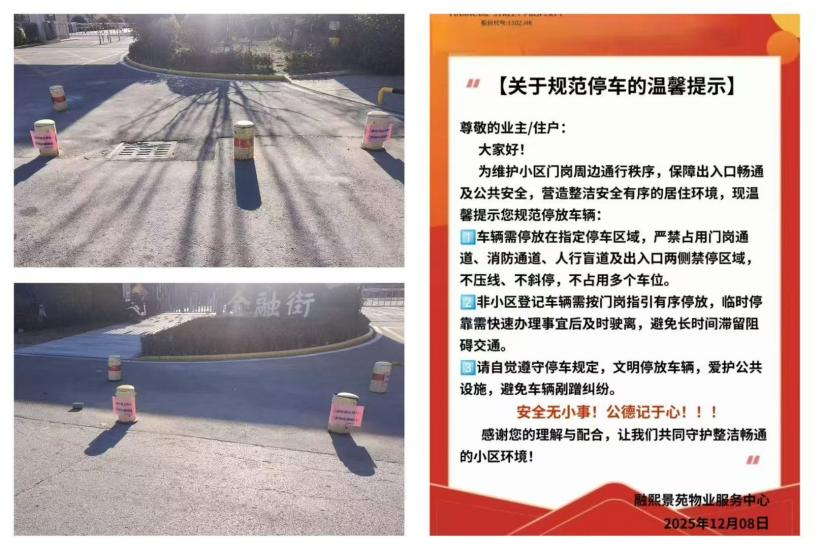 金融街
股份代号:1502.HK
【关于规范停车的温馨提示】
尊敬的业主/住户：
大家好！
为维护小区门岗周边通行秩序，保障出入口畅通
及公共安全，营造整洁安全有序的居住环境，现温
馨提示您规范停放车辆：
1️⃣车辆需停放在指定停车区域，严禁占用门岗通
道、消防通道、人行盲道及出入口两侧禁停区域，
不压线、不斜停，不占用多个车位。
2️⃣非小区登记车辆需按门岗指引有序停放，临时停
靠需快速办理事宜后及时驶离，避免长时间滞留阻
碍交通。
3️⃣请自觉遵守停车规定，文明停放车辆，爱护公共
设施，避免车辆剐蹭纠纷。
安全无小事！公德记于心！！！
感谢您的理解与配合，让我们共同守护整洁畅通
的小区环境！
融熙景苑物业服务中心
2025年12月08日